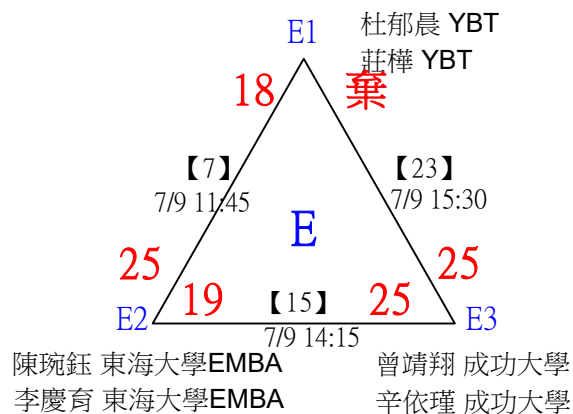 E1
杜郁晨 YBT
莊樺 YBT
18
棄
【7】
7/9 11:45
【23】
7/9 15:30
E
25
25
E2
19
【15】
25
E3
7/9 14:15
陳琬鈺 東海大學EMBA
李慶育 東海大學EMBA
曾靖翔 成功大學
辛依瑾 成功大學